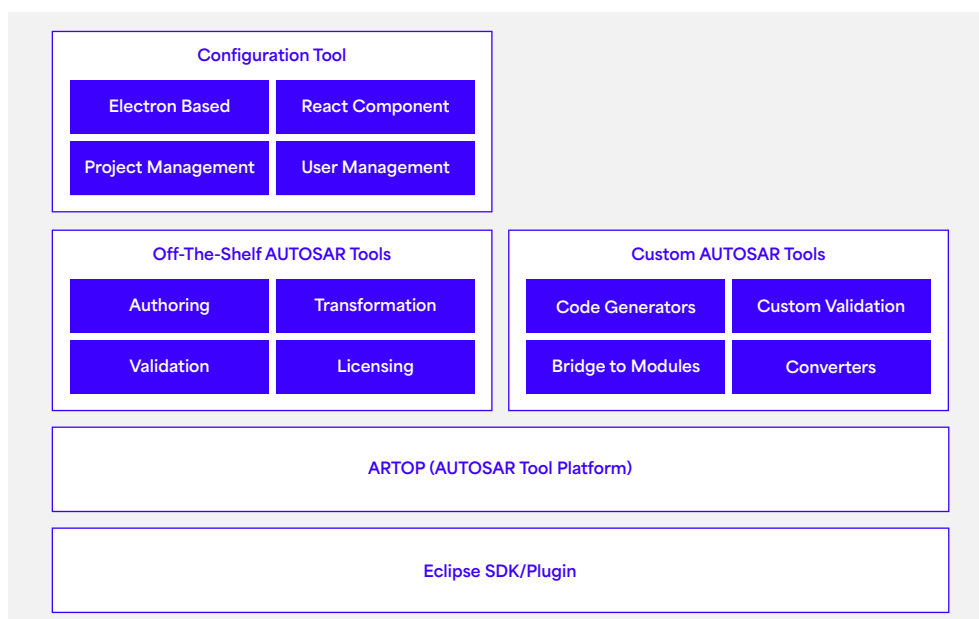 Configuration Tool
Electron Based
React Component
Project Management
User Management
Off-The-Shelf AUTOSAR Tools
Authoring
Transformation
Validation
Licensing
Custom AUTOSAR Tools
Code Generators
Custom Validation
Bridge to Modules
Converters
ARTOP (AUTOSAR Tool Platform)
Eclipse SDK/Plugin